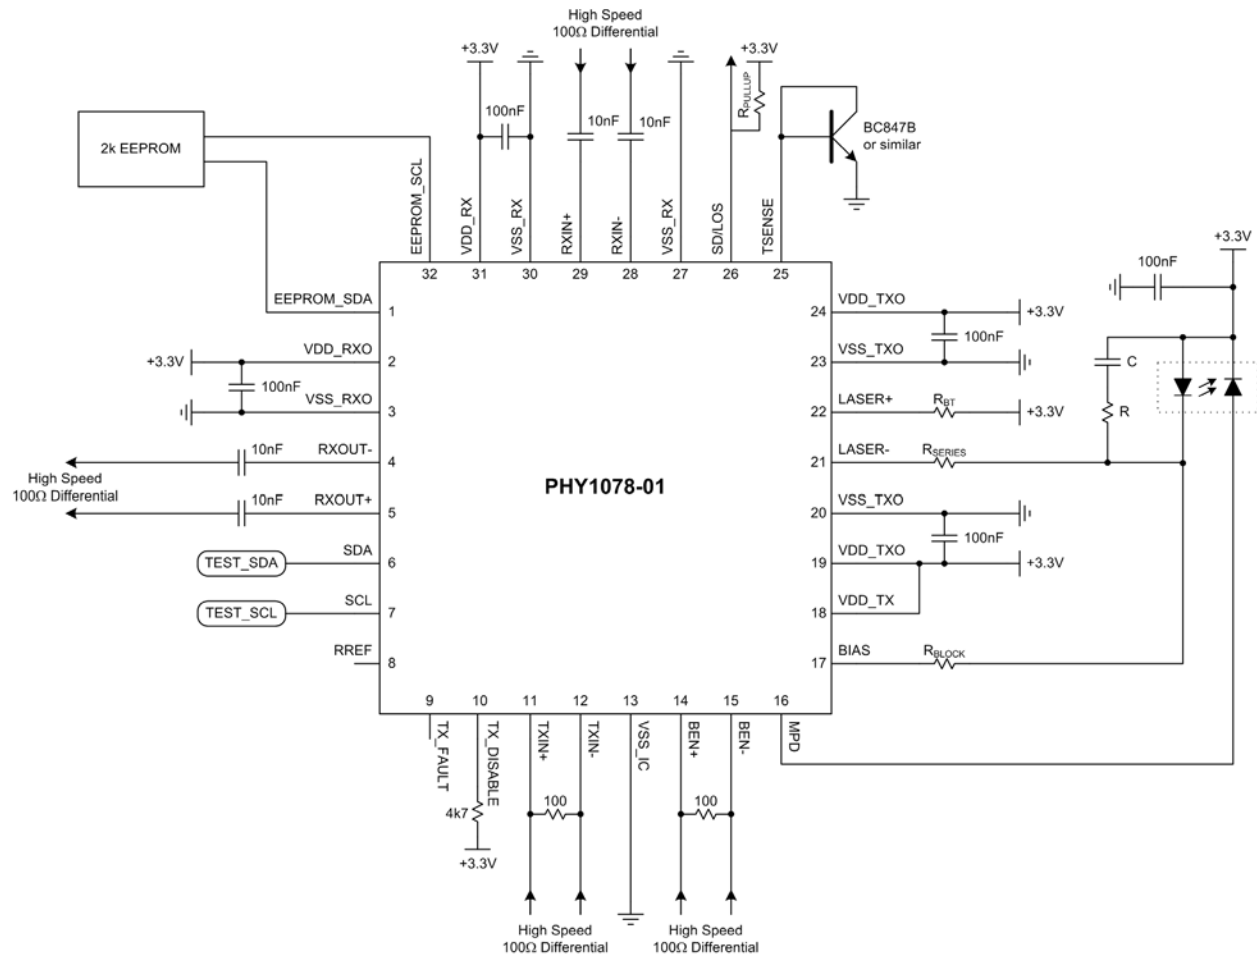 High Speed
100Ω Differential
+3.3V
+3.3V
100nF
10nF
10nF
R_PULLUP
BC847B
or similar
2k EEPROM
EEPROM_SCL
VDD_RX
VSS_RX
RXIN+
RXIN-
VSS_RX
SD/LOS
TSENSE
32
31
30
29
28
27
26
25
+3.3V
100nF
EEPROM_SDA
1
24
VDD_TXO
+3.3V
100nF
VDD_RXO
+3.3V
2
23
VSS_TXO
100nF
C
VSS_RXO
3
22
LASER+
R_BT
+3.3V
R
10nF
RXOUT-
4
21
LASER-
R_SERIES
High Speed
100Ω Differential
PHY1078-01
10nF
RXOUT+
5
20
VSS_TXO
100nF
TEST_SDA
SDA
6
19
VDD_TXO
+3.3V
TEST_SCL
SCL
7
18
VDD_TX
RREF
8
17
BIAS
R_BLOCK
9
10
11
12
13
14
15
16
TX_FAULT
TX_DISABLE
TXIN+
TXIN-
VSS_IC
BEN+
BEN-
MPD
4k7
100
100
+3.3V
High Speed
100Ω Differential
High Speed
100Ω Differential